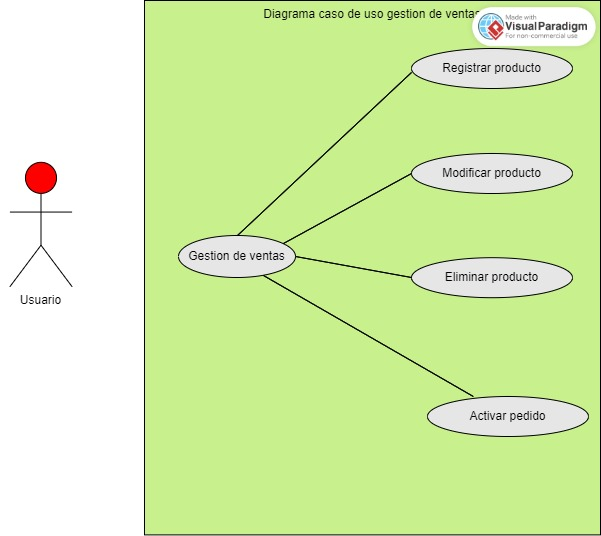 Diagrama caso de uso gestion de ventas
Made with
Visual Paradigm
For non-commercial use
Registrar producto
Modificar producto
Gestion de ventas
Eliminar producto
Usuario
Activar pedido